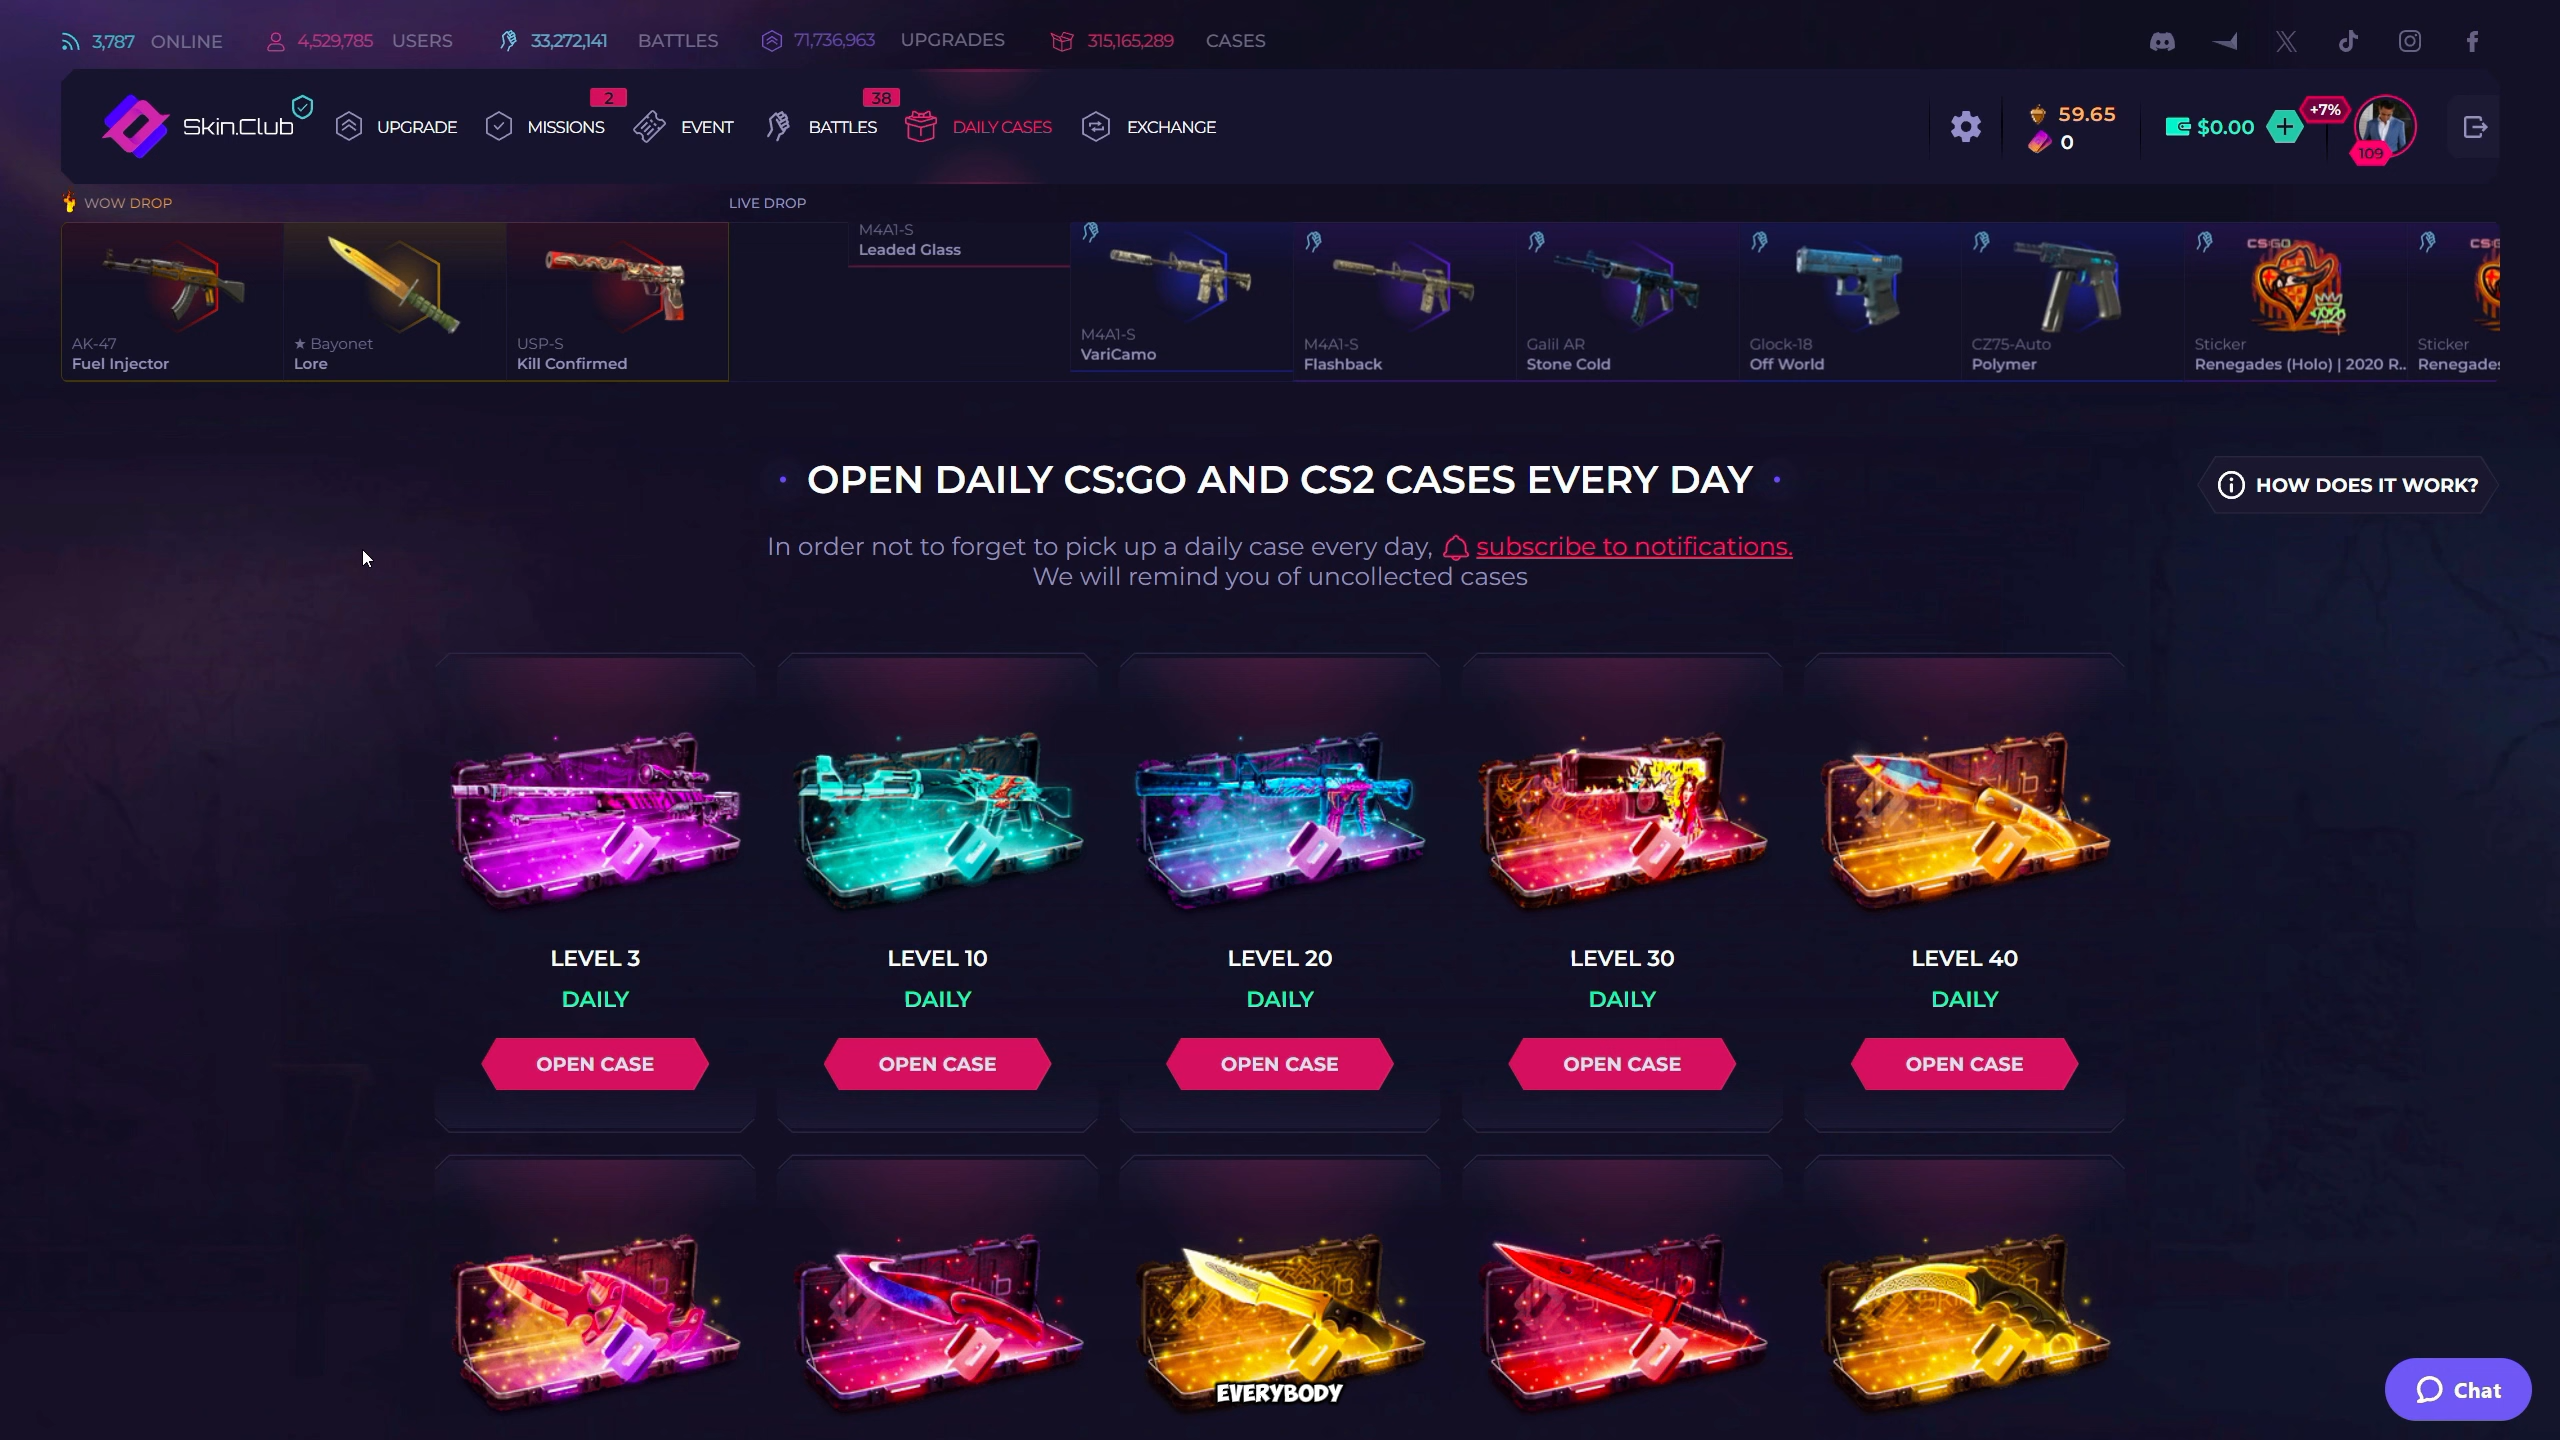 3,787 ONLINE 4,529,785 USERS 33,272,141 BATTLES 71,736,963 UPGRADES 315,165,289 CASES
Skin.Club UPGRADE 2 MISSIONS EVENT 38 BATTLES DAILY CASES EXCHANGE 59.65 0 $0.00 +7% 109
WOW DROP LIVE DROP
AK-47
Fuel Injector
★ Bayonet
Lore
USP-S
Kill Confirmed
M4A1-S
Leaded Glass
M4A1-S
VariCamo
M4A1-S
Flashback
Galil AR
Stone Cold
Glock-18
Off World
CZ75-Auto
Polymer
CS:GO
Sticker
Renegades (Holo) | 2020 R..
Sticker
Renegades
OPEN DAILY CS:GO AND CS2 CASES EVERY DAY
HOW DOES IT WORK?
In order not to forget to pick up a daily case every day, subscribe to notifications.
We will remind you of uncollected cases
LEVEL 3
DAILY
OPEN CASE
LEVEL 10
DAILY
OPEN CASE
LEVEL 20
DAILY
OPEN CASE
LEVEL 30
DAILY
OPEN CASE
LEVEL 40
DAILY
OPEN CASE
EVERYBODY
Chat